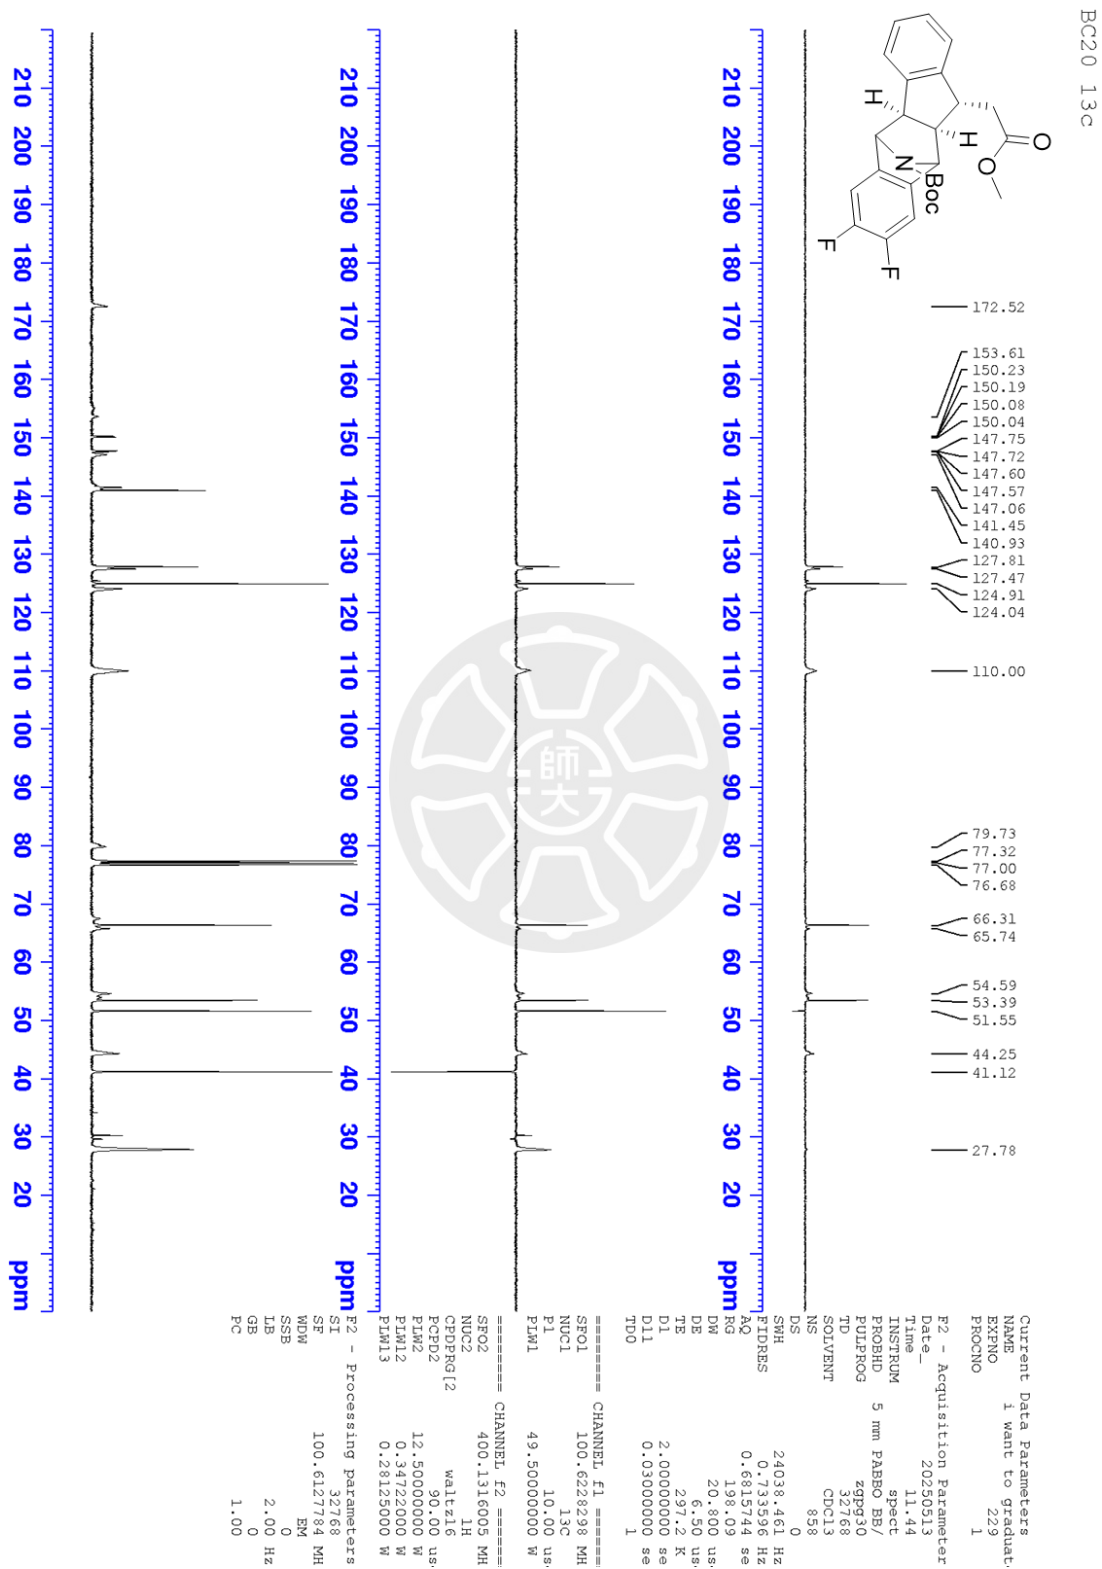 BC20 13c
O
O
H
H
N
Boc
F
F
172.52
153.61
150.23
150.19
150.08
150.04
147.75
147.72
147.60
147.57
147.06
141.45
140.93
127.81
127.47
124.91
124.04
110.00
79.73
77.32
77.00
76.68
66.31
65.74
54.59
53.39
51.55
44.25
41.12
27.78
210 200 190 180 170 160 150 140 130 120 110 100 90 80 70 60 50 40 30 20 ppm
210 200 190 180 170 160 150 140 130 120 110 100 90 80 70 60 50 40 30 20 ppm
210 200 190 180 170 160 150 140 130 120 110 100 90 80 70 60 50 40 30 20 ppm
師大
Current Data Parameters
NAME i want to graduat
EXPNO 229
PROCNO 1
F2 - Acquisition Parameter
Date_ 20250513
Time 11.44
INSTRUM spect
PROBHD 5 mm PABBO BB/
PULPROG zgpg30
TD 32768
SOLVENT CDCl3
NS 858
DS 0
SWH 24038.461 Hz
FIDRES 0.733596 Hz
AQ 0.6815744 se
RG 198.09
DW 20.800 us
DE 6.50 us
TE 297.2 K
D1 2.00000000 se
D11 0.03000000 se
TD0 1
======== CHANNEL f1 ======
SFO1 100.6228298 MH
NUC1 13C
P1 10.00 us
PLW1 49.50000000 W
======== CHANNEL f2 ======
SFO2 400.1316005 MH
NUC2 1H
CPDPRG[2 waltz16
PCPD2 90.00 us
PLW2 12.50000000 W
PLW12 0.34722000 W
PLW13 0.28125000 W
F2 - Processing parameters
SI 32768
SF 100.6127784 MH
WDW EM
SSB 0
LB 2.00 Hz
GB 0
PC 1.00